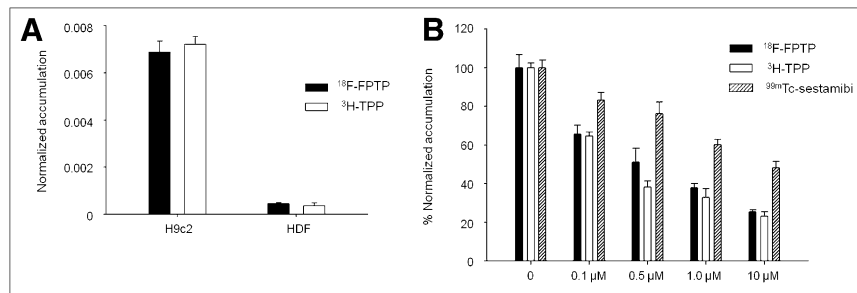 A
Normalized accumulation
0.008
0.006
0.004
0.002
0
H9c2
HDF
¹⁸F-FPTP
³H-TPP
B
% Normalized accumulation
120
100
80
60
40
20
0
0
0.1 µM
0.5 µM
1.0 µM
10 µM
¹⁸F-FPTP
³H-TPP
⁹⁹ᵐTc-sestamibi